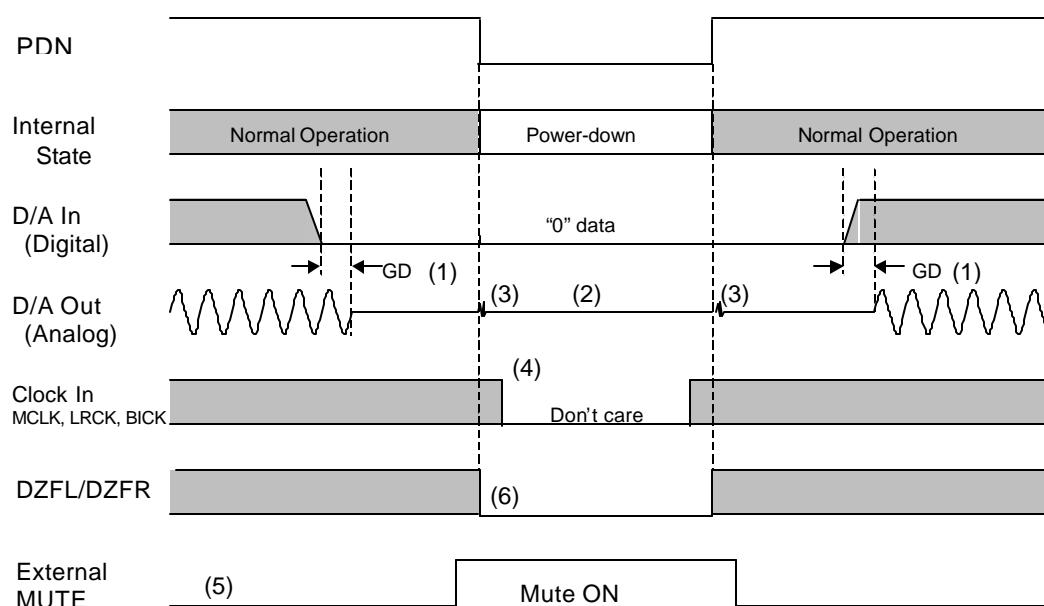 PDN
Internal
State
Normal Operation
Power-down
Normal Operation
D/A In
(Digital)
“0” data
GD (1)
GD (1)
D/A Out
(Analog)
(3)
(2)
(3)
Clock In
MCLK, LRCK, BICK
(4)
Don’t care
DZFL/DZFR
(6)
External
MUTE
(5)
Mute ON